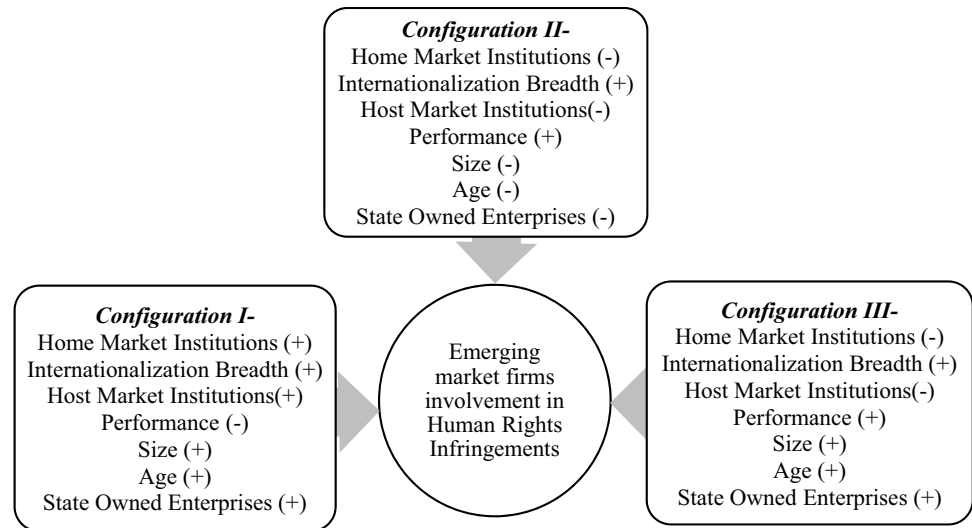 Configuration II-
Home Market Institutions (-)
Internationalization Breadth (+)
Host Market Institutions(-)
Performance (+)
Size (-)
Age (-)
State Owned Enterprises (-)
Configuration I-
Home Market Institutions (+)
Internationalization Breadth (+)
Host Market Institutions(+)
Performance (-)
Size (+)
Age (+)
State Owned Enterprises (+)
Emerging
market firms
involvement in
Human Rights
Infringements
Configuration III-
Home Market Institutions (-)
Internationalization Breadth (+)
Host Market Institutions(-)
Performance (+)
Size (+)
Age (+)
State Owned Enterprises (+)